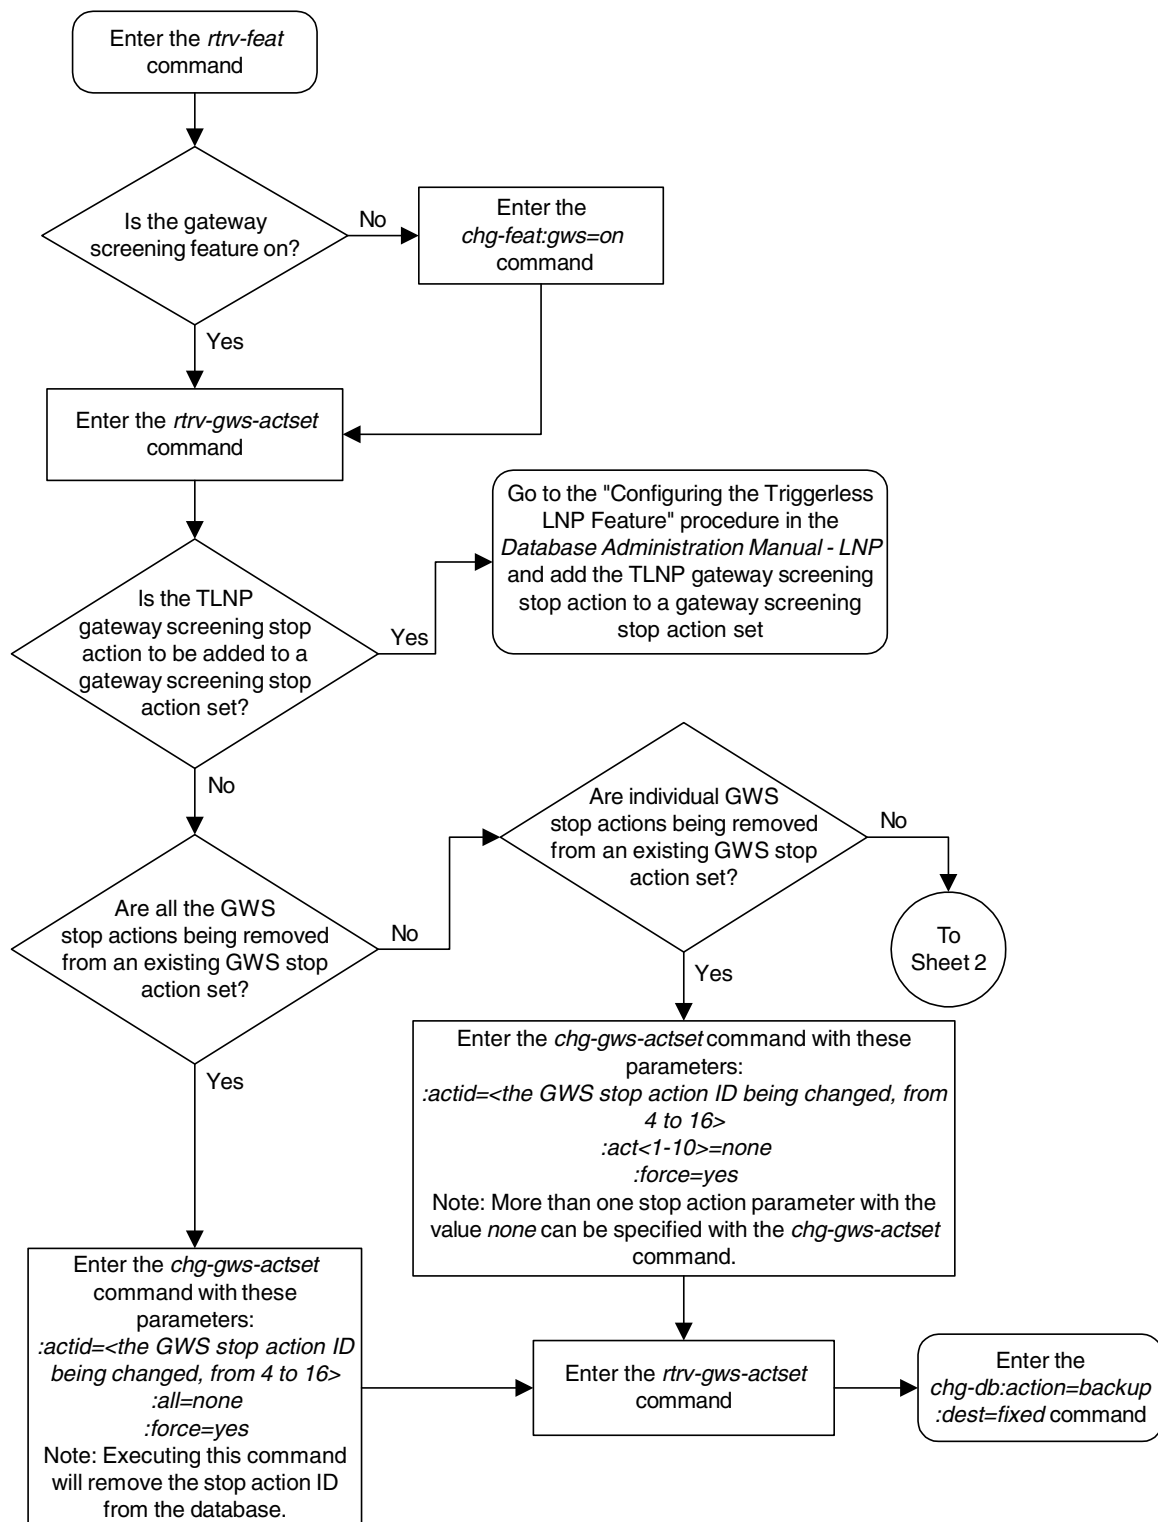 Enter the rtrv-feat
command
Is the gateway
screening feature on?
No
Enter the
chg-feat:gws=on
command
Yes
Enter the rtrv-gws-actset
command
Go to the "Configuring the Triggerless
LNP Feature" procedure in the
Database Administration Manual - LNP
and add the TLNP gateway screening
stop action to a gateway screening
stop action set
Is the TLNP
gateway screening stop
action to be added to a
gateway screening stop
action set?
Yes
No
Are individual GWS
stop actions being removed
from an existing GWS stop
action set?
No
To
Sheet 2
Are all the GWS
stop actions being removed
from an existing GWS stop
action set?
No
Yes
Yes
Enter the chg-gws-actset command with these
parameters:
:actid=<the GWS stop action ID being changed, from
4 to 16>
:act<1-10>=none
:force=yes
Note: More than one stop action parameter with the
value none can be specified with the chg-gws-actset
command.
Enter the chg-gws-actset
command with these
parameters:
:actid=<the GWS stop action ID
being changed, from 4 to 16>
:all=none
:force=yes
Note: Executing this command
will remove the stop action ID
from the database.
Enter the rtrv-gws-actset
command
Enter the
chg-db:action=backup
:dest=fixed command